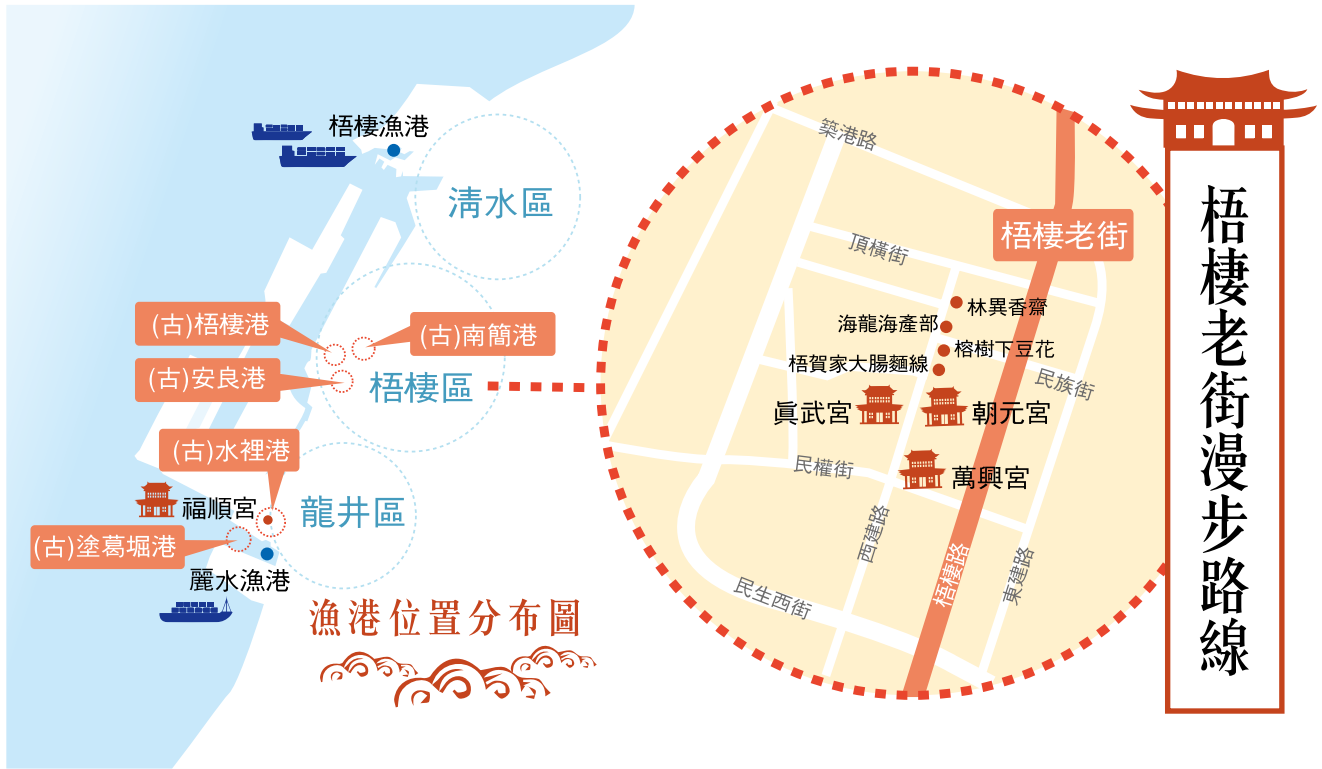 梧棲漁港
淸水區
(古)梧棲港
(古)南簡港
(古)安良港
梧棲區
(古)水裡港
福順宮
龍井區
(古)塗葛堀港
麗水漁港
漁港位置分布圖
築港路
梧棲老街
頂橫街
林異香齋
海龍海產部
榕樹下豆花
梧賀家大腸麵線
民族街
眞武宮
朝元宮
民權街
萬興宮
西建路
梧棲路
東建路
民生西街
梧棲老街漫步路線